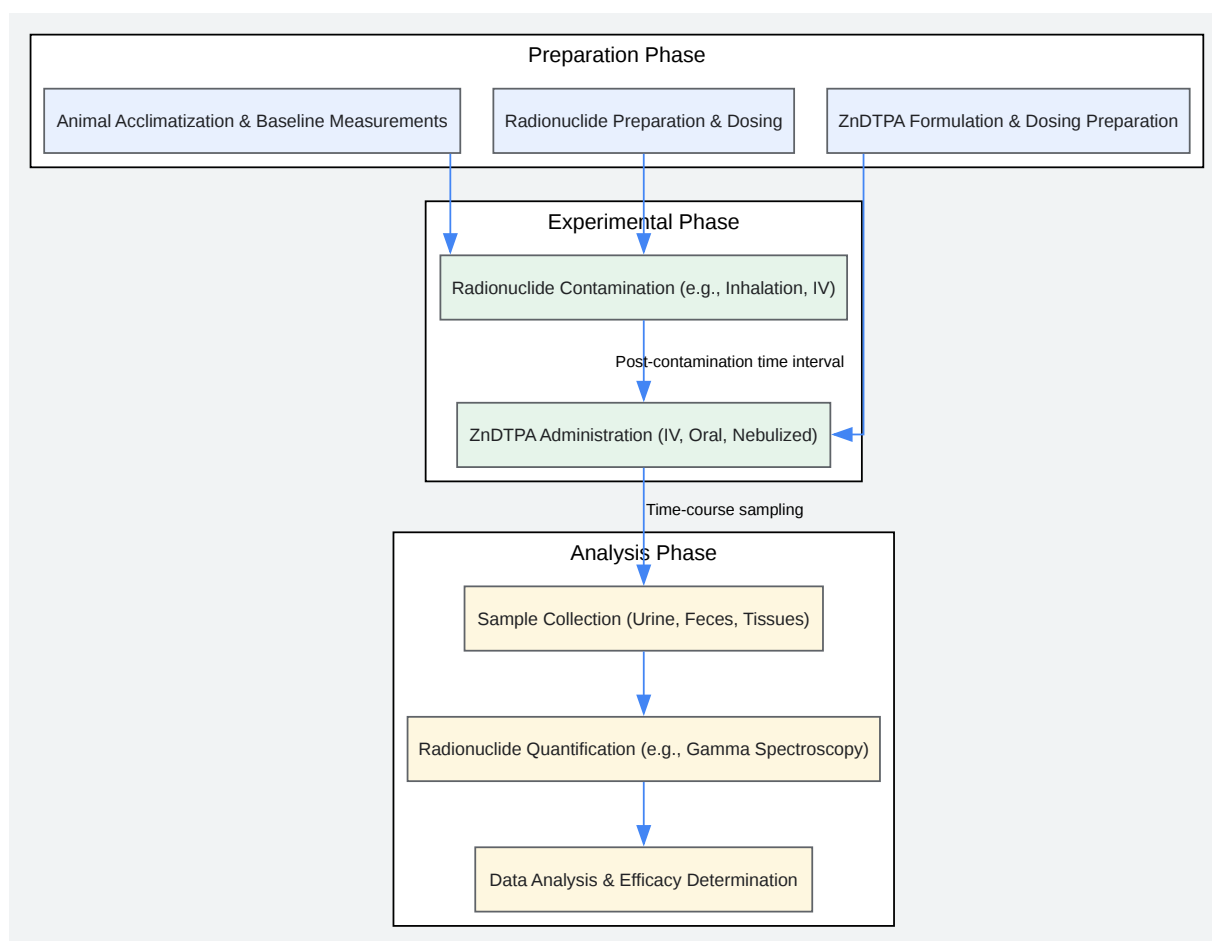 Preparation Phase
Animal Acclimatization & Baseline Measurements
Radionuclide Preparation & Dosing
ZnDTPA Formulation & Dosing Preparation
Experimental Phase
Radionuclide Contamination (e.g., Inhalation, IV)
Post-contamination time interval
ZnDTPA Administration (IV, Oral, Nebulized)
Time-course sampling
Analysis Phase
Sample Collection (Urine, Feces, Tissues)
Radionuclide Quantification (e.g., Gamma Spectroscopy)
Data Analysis & Efficacy Determination